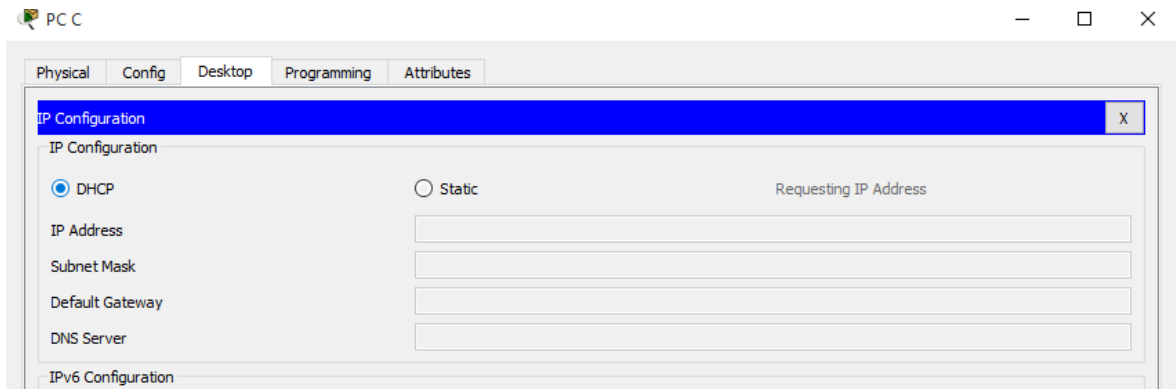 PC C
Physical Config Desktop Programming Attributes
IP Configuration X
IP Configuration
DHCP Static Requesting IP Address
IP Address
Subnet Mask
Default Gateway
DNS Server
IPv6 Configuration